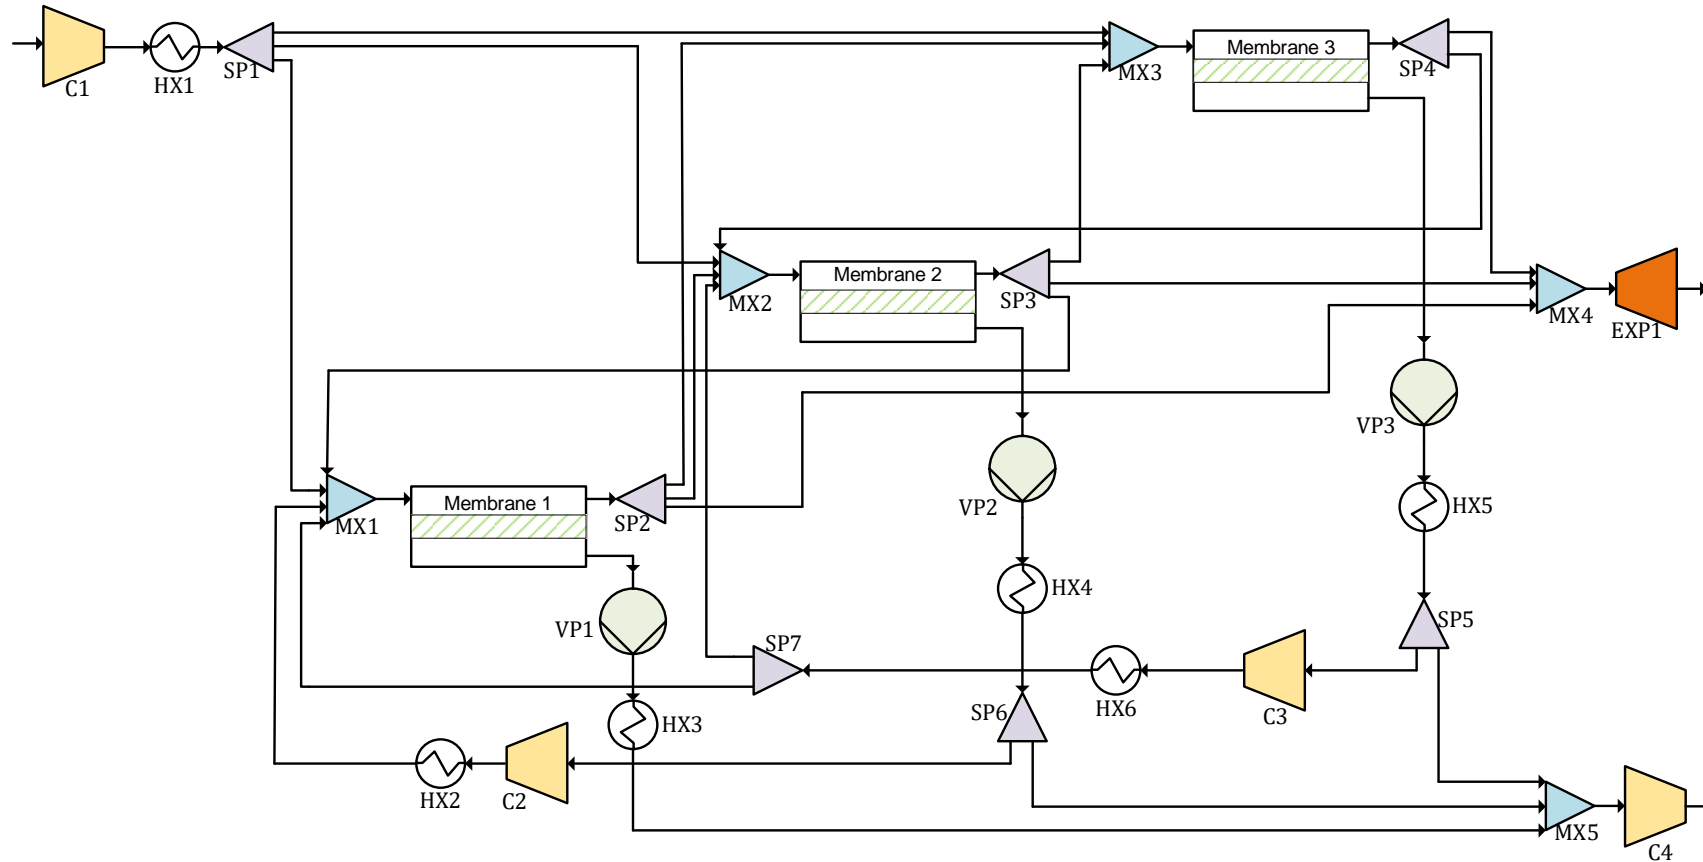 Membrane 3
SP4
SP1
MX3
C1
HX1
Membrane 2
SP3
MX2
MX4
EXP1
VP3
Membrane 1
SP2
MX1
VP2
HX5
HX4
VP1
SP5
SP7
HX3
SP6
HX6
C3
HX2
C2
MX5
C4